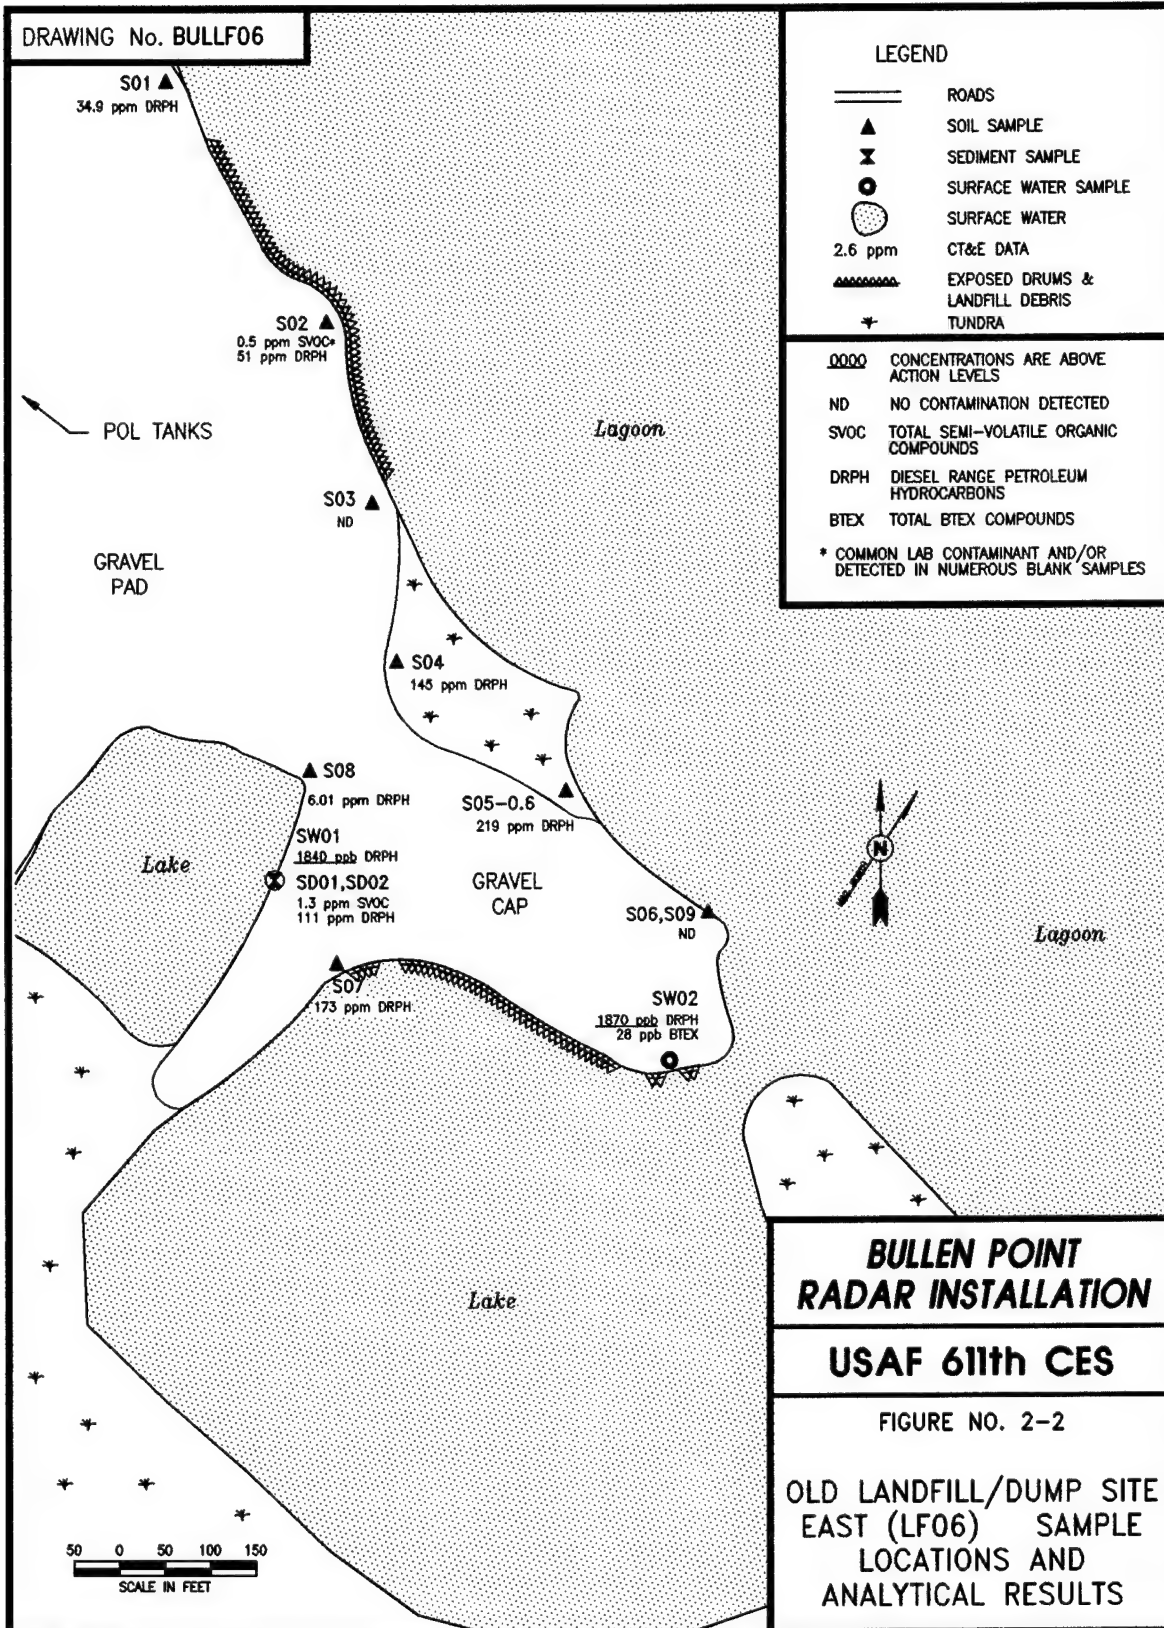 DRAWING No. BULLF06
S01
34.9 ppm DRPH
S02
0.5 ppm SVOC*
51 ppm DRPH
POL TANKS
Lagoon
S03
ND
GRAVEL
PAD
S04
145 ppm DRPH
S08
6.01 ppm DRPH
S05-0.6
219 ppm DRPH
SW01
1840 ppb DRPH
Lake
SD01,SD02
1.3 ppm SVOC
111 ppm DRPH
GRAVEL
CAP
S06,S09
ND
N
Lagoon
S07
173 ppm DRPH
SW02
1870 ppb DRPH
28 ppb BTEX
Lake
50 0 50 100 150
SCALE IN FEET
LEGEND
ROADS
SOIL SAMPLE
SEDIMENT SAMPLE
SURFACE WATER SAMPLE
SURFACE WATER
2.6 ppm CT&E DATA
EXPOSED DRUMS &
LANDFILL DEBRIS
TUNDRA
0000 CONCENTRATIONS ARE ABOVE
ACTION LEVELS
ND NO CONTAMINATION DETECTED
SVOC TOTAL SEMI-VOLATILE ORGANIC
COMPOUNDS
DRPH DIESEL RANGE PETROLEUM
HYDROCARBONS
BTEX TOTAL BTEX COMPOUNDS
* COMMON LAB CONTAMINANT AND/OR
DETECTED IN NUMEROUS BLANK SAMPLES
BULLEN POINT
RADAR INSTALLATION
USAF 611th CES
FIGURE NO. 2-2
OLD LANDFILL/DUMP SITE
EAST (LF06) SAMPLE
LOCATIONS AND
ANALYTICAL RESULTS